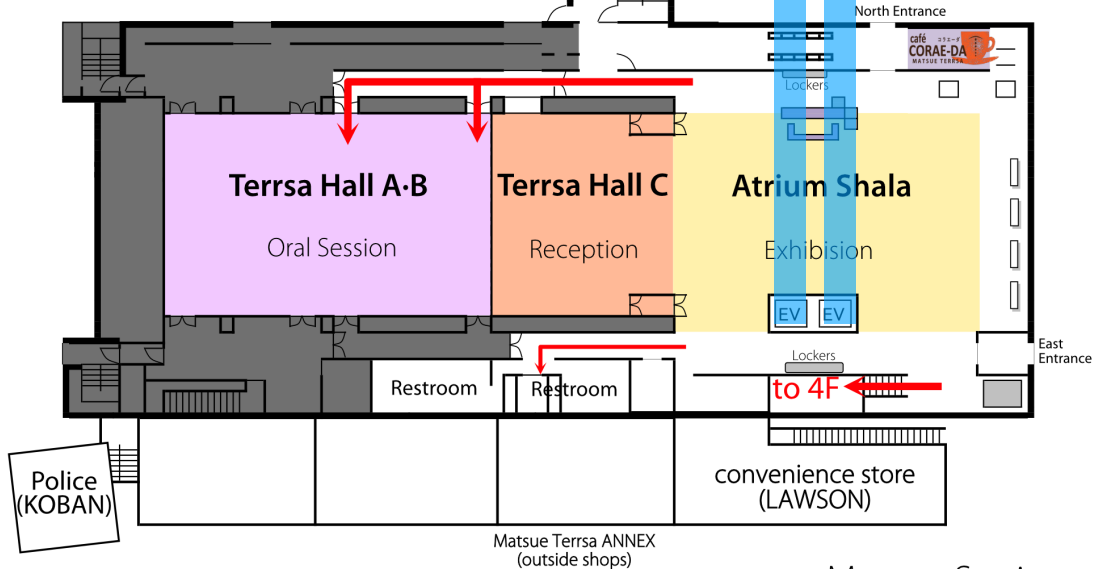 North Entrance
café コラエーダ
CORAE-DA
MATSUE TERRSA
Lockers
Terrsa Hall A·B
Terrsa Hall C
Atrium Shala
Oral Session
Reception
Exhibision
EV
EV
East
Entrance
Lockers
Restroom
Restroom
to 4F
Police
(KOBAN)
convenience store
(LAWSON)
Matsue Terrsa ANNEX
(outside shops)